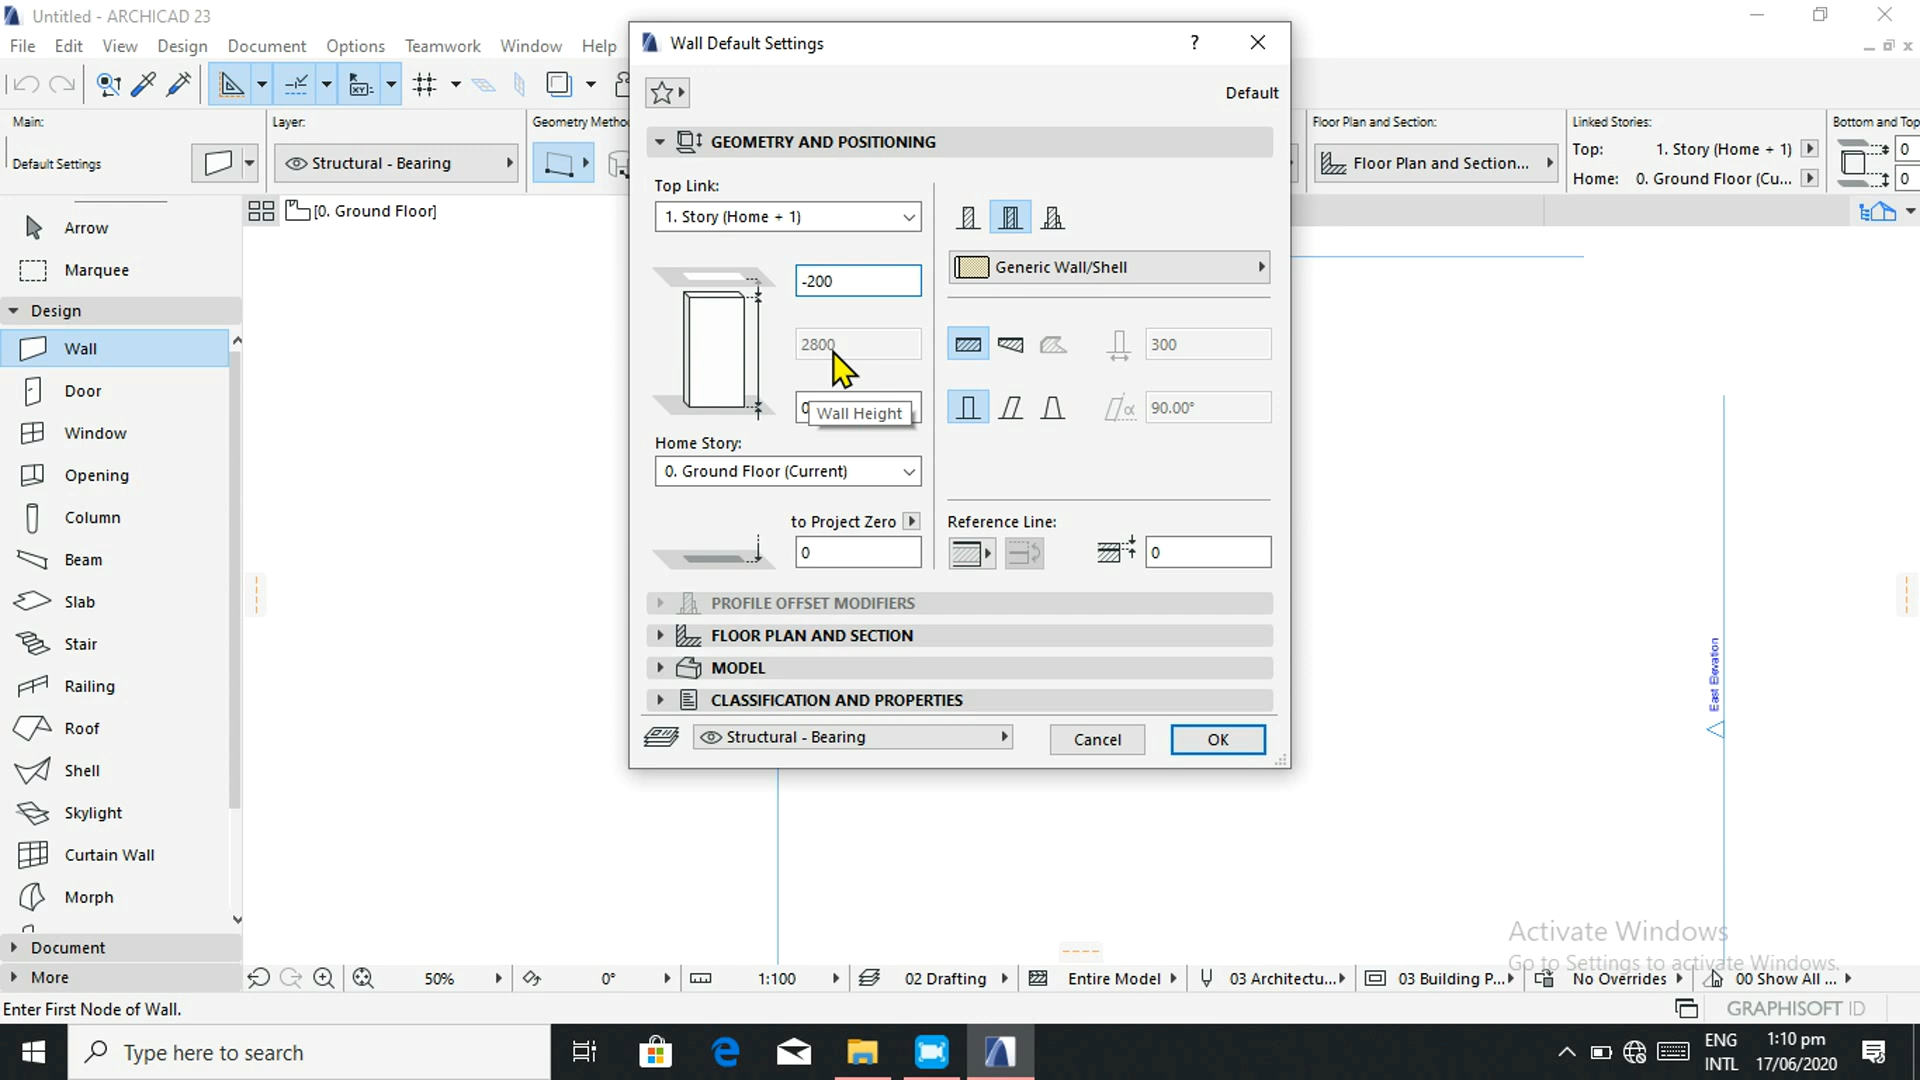 Untitled - ARCHICAD 23
File Edit View Design Document Options Teamwork Window Help
Wall Default Settings
?
Default
Main:
Default Settings
Layer:
Structural - Bearing
Geometry Metho
Floor Plan and Section:
Floor Plan and Section...
Linked Stories:
Top: 1. Story (Home + 1)
Home: 0. Ground Floor (Cu...
Bottom and Top
0
0
[0. Ground Floor]
Arrow
Marquee
Design
Wall
Door
Window
Opening
Column
Beam
Slab
Stair
Railing
Roof
Shell
Skylight
Curtain Wall
Morph
Document
More
GEOMETRY AND POSITIONING
Top Link:
1. Story (Home + 1)
-200
2800
0
Wall Height
Home Story:
0. Ground Floor (Current)
to Project Zero
0
Generic Wall/Shell
300
α
90.00°
Reference Line:
0
PROFILE OFFSET MODIFIERS
FLOOR PLAN AND SECTION
MODEL
CLASSIFICATION AND PROPERTIES
Structural - Bearing
Cancel
OK
East Elevation
Activate Windows
Go to Settings to activate Windows.
50% 0° 1:100 02 Drafting Entire Model 03 Architectu... 03 Building P... No Overrides 00 Show All ...
Enter First Node of Wall.
GRAPHISOFT ID
Type here to search
ENG
INTL
1:10 pm
17/06/2020